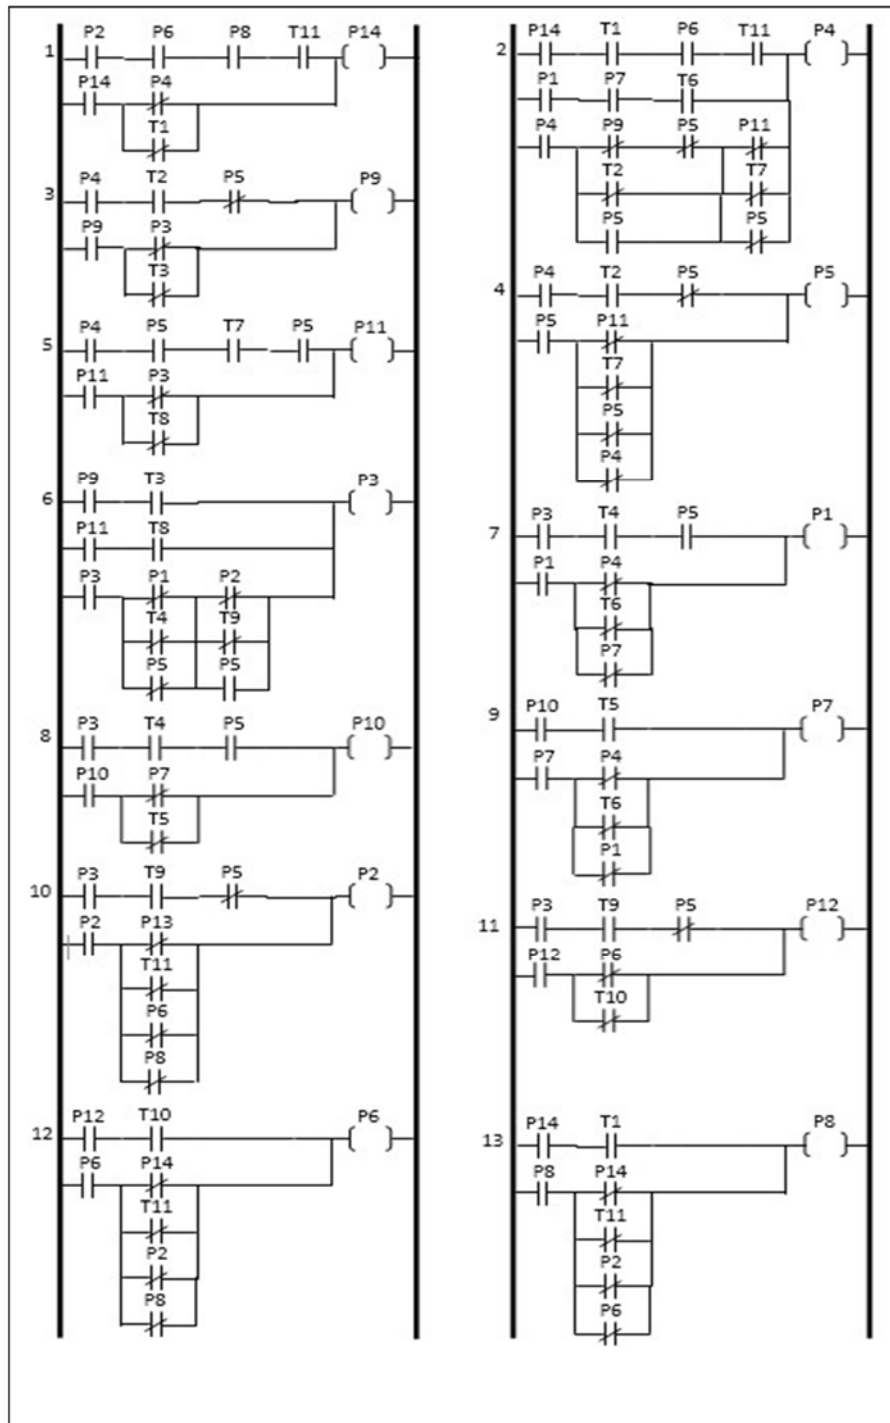 P2 P6 P8 T11 P14
1
P14 P4
T1
P4 T2 P5 P9
3
P9 P3
T3
P4 P5 T7 P5 P11
5
P11 P3
T8
P9 T3 P3
6
P11 T8
P3 P1 P2
T4 T9
P5 P5
P3 T4 P5 P10
8
P10 P7
T5
P3 T9 P5 P2
10
P2 P13
T11
P6
P8
P12 T10 P6
12
P6 P14
T11
P2
P8
P14 T1 P6 T11 P4
2
P1 P7 T6
P4 P9 P5 P11
T2 T7
P5 P5
P4 T2 P5 P5
4
P5 P11
T7
P5
P4
P3 T4 P5 P1
7
P1 P4
T6
P7
P10 T5 P7
9
P7 P4
T6
P1
P3 T9 P5 P12
11
P12 P6
T10
P14 T1 P8
13
P8 P14
T11
P2
P6